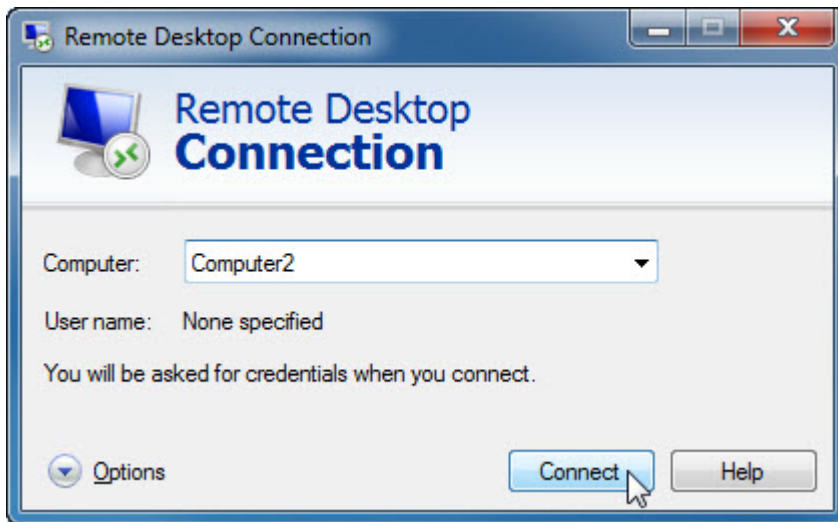 Remote Desktop Connection
Remote Desktop
Connection
Computer: Computer2
User name: None specified
You will be asked for credentials when you connect.
Options Connect Help